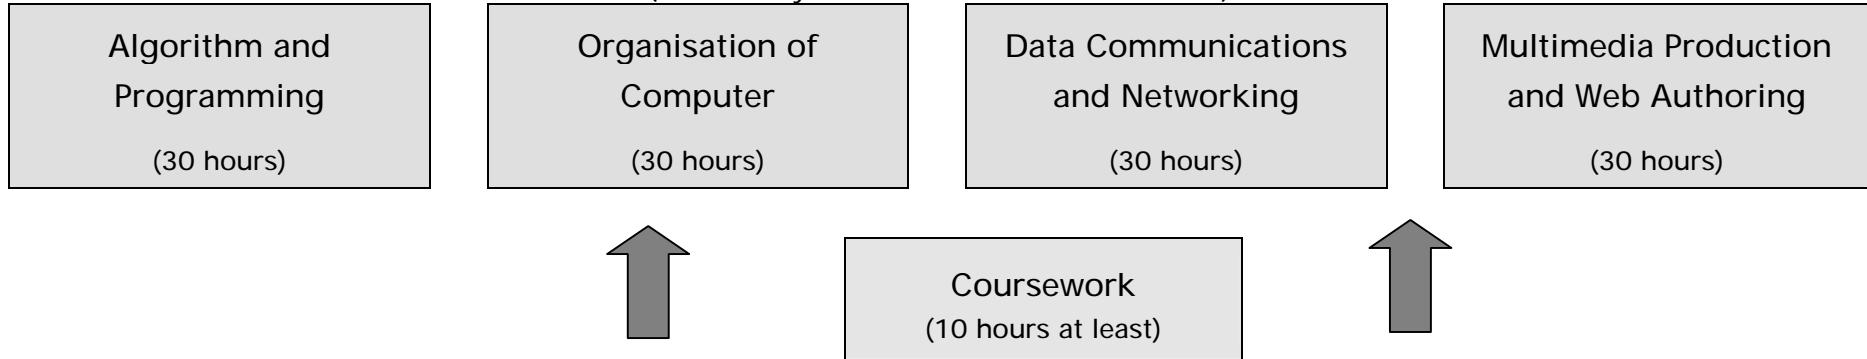 Algorithm and
Programming
(30 hours)
Organisation of
Computer
(30 hours)
Data Communications
and Networking
(30 hours)
Multimedia Production
and Web Authoring
(30 hours)
Coursework
(10 hours at least)